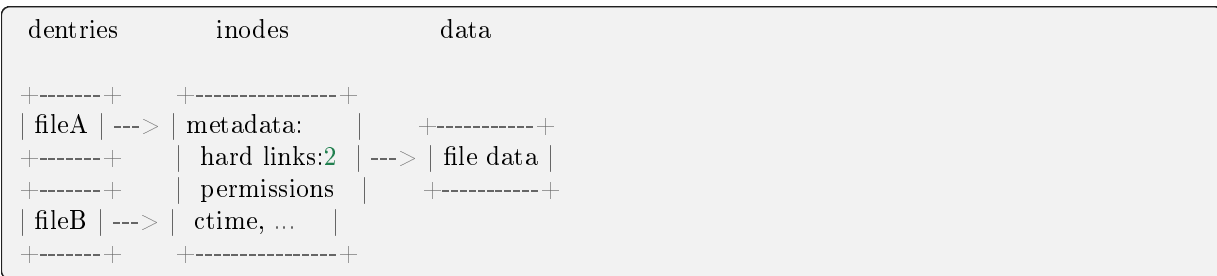 dentries inodes data
+-------+ +----------------+
| fileA | ---> | metadata: | +-----------+
+-------+ | hard links:2 | ---> | file data |
+-------+ | permissions | +-----------+
| fileB | ---> | ctime, ... |
+-------+ +----------------+